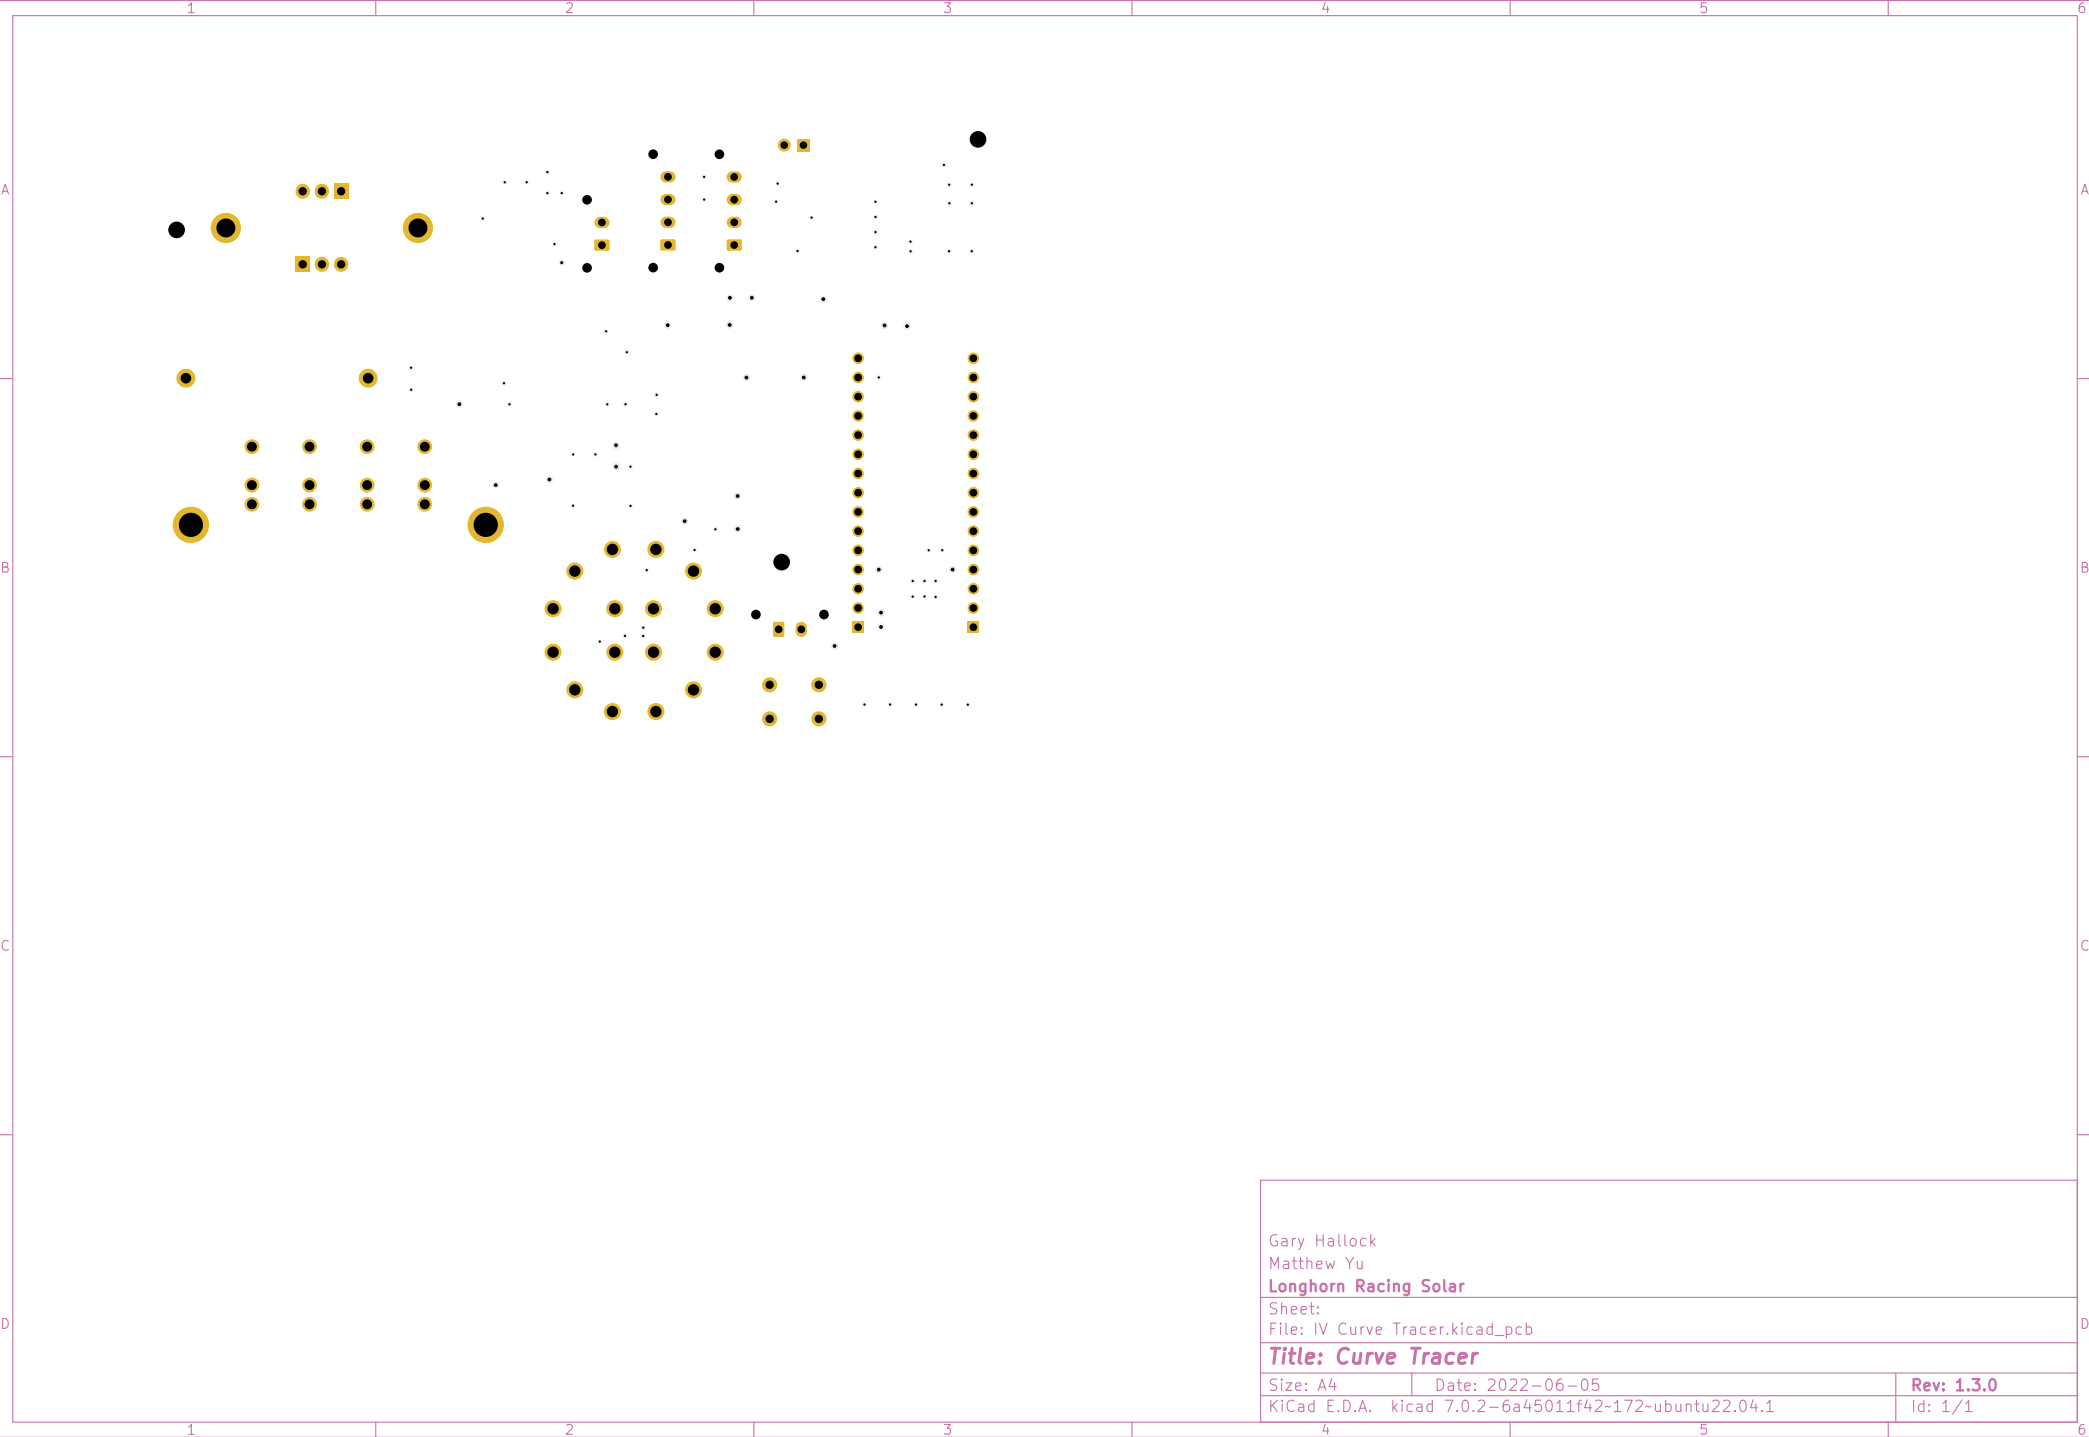 1 2 3 4 5 6
A A
B B
C C
Gary Hallock
Matthew Yu
Longhorn Racing Solar
Sheet:
D D
File: IV Curve Tracer.kicad_pcb
Title: Curve Tracer
Size: A4 Date: 2022-06-05 Rev: 1.3.0
KiCad E.D.A. kicad 7.0.2-6a45011f42~172~ubuntu22.04.1 Id: 1/1
1 2 3 4 5 6